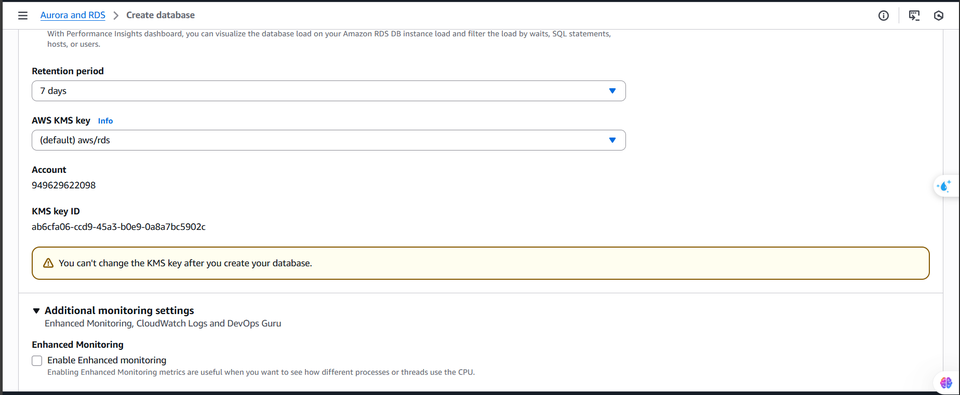 Aurora and RDS > Create database
With Performance Insights dashboard, you can visualize the database load on your Amazon RDS DB instance load and filter the load by waits, SQL statements,
hosts, or users.
Retention period
7 days
AWS KMS key Info
(default) aws/rds
Account
949629622098
KMS key ID
ab6cfa06-ccd9-45a3-b0e9-0a8a7bc5902c
You can't change the KMS key after you create your database.
Additional monitoring settings
Enhanced Monitoring, CloudWatch Logs and DevOps Guru
Enhanced Monitoring
Enable Enhanced monitoring
Enabling Enhanced Monitoring metrics are useful when you want to see how different processes or threads use the CPU.